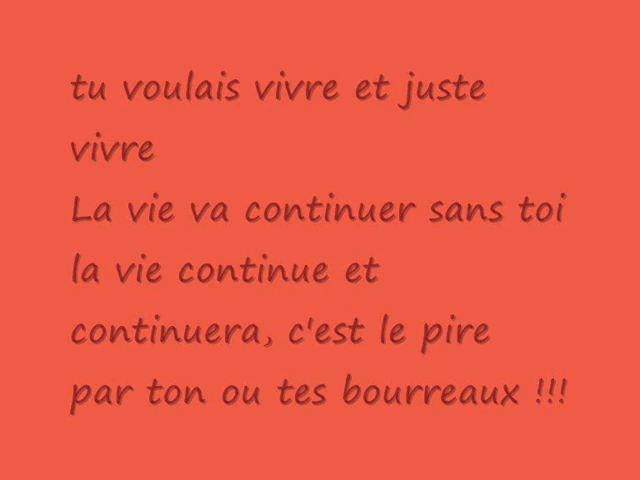 tu voulais vivre et juste
vivre
La vie va continuer sans toi
la vie continue et
continuera, c'est le pire
par ton ou tes bourreaux !!!